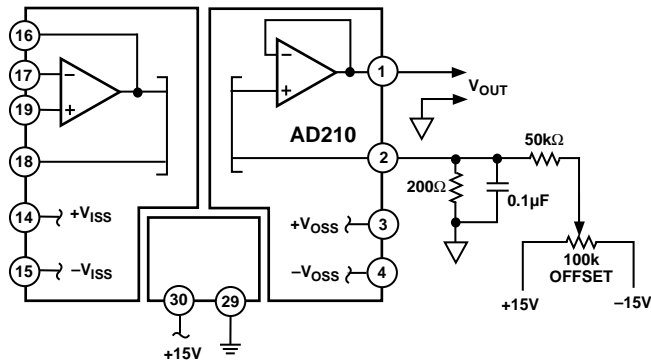 16
17
−
19
+
18
14
+VISS
15
−VISS
30
29
+15V
−
+
1
VOUT
AD210
2
50kΩ
200Ω
0.1µF
+VOSS
3
−VOSS
4
100k
OFFSET
+15V
−15V